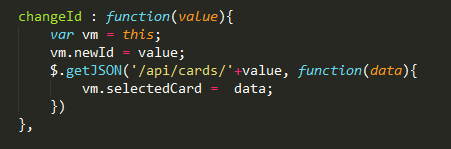 changeId : function(value){
    var vm = this;
    vm.newId = value;
    $.getJSON('/api/cards/'+value, function(data){
        vm.selectedCard =  data;
    })
},